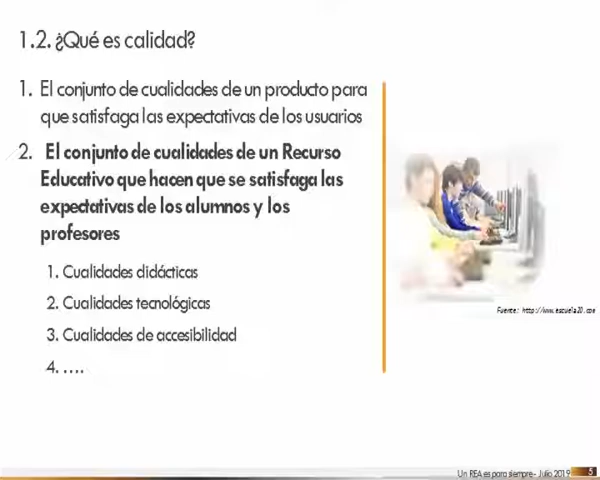 1.2. ¿Qué es calidad?
1. El conjunto de cualidades de un producto para
que satisfaga las expectativas de los usuarios
2. El conjunto de cualidades de un Recurso
Educativo que hacen que se satisfaga las
expectativas de los alumnos y los
profesores
1. Cualidades didácticas
2. Cualidades tecnológicas
3. Cualidades de accesibilidad
4. ....
Fuente: http://www.escuela20.com
Un REA es para siempre - Julio 2019
5